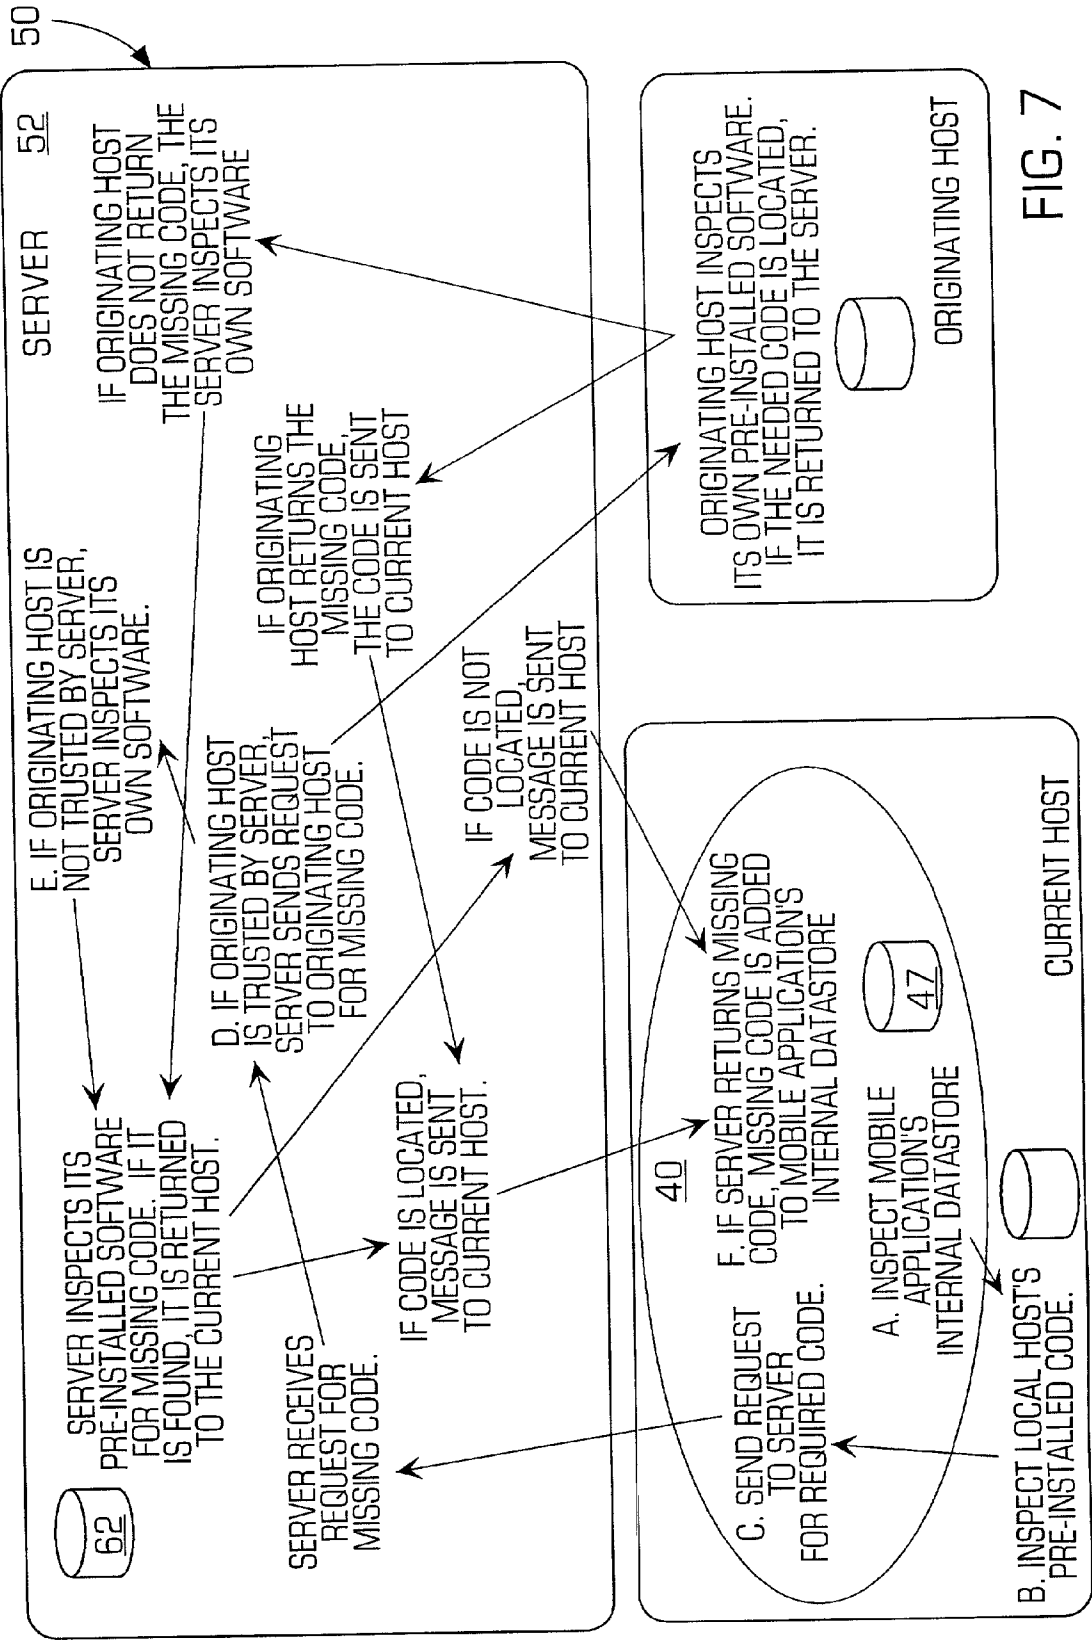 50
SERVER 52
62
SERVER INSPECTS ITS
PRE-INSTALLED SOFTWARE
FOR MISSING CODE. IF IT
IS FOUND, IT IS RETURNED
TO THE CURRENT HOST.
E. IF ORIGINATING HOST IS
NOT TRUSTED BY SERVER,
SERVER INSPECTS ITS
OWN SOFTWARE.
IF ORIGINATING HOST
DOES NOT RETURN
THE MISSING CODE, THE
SERVER INSPECTS ITS
OWN SOFTWARE
D. IF ORIGINATING HOST
IS TRUSTED BY SERVER,
SERVER SENDS REQUEST
TO ORIGINATING HOST
FOR MISSING CODE.
IF ORIGINATING
HOST RETURNS THE
MISSING CODE,
THE CODE IS SENT
TO CURRENT HOST
SERVER RECEIVES
REQUEST FOR
MISSING CODE.
IF CODE IS LOCATED,
MESSAGE IS SENT
TO CURRENT HOST.
IF CODE IS NOT
LOCATED,
MESSAGE IS SENT
TO CURRENT HOST
40
C. SEND REQUEST
TO SERVER
FOR REQUIRED CODE.
F. IF SERVER RETURNS MISSING
CODE, MISSING CODE IS ADDED
TO MOBILE APPLICATION'S
INTERNAL DATASTORE
A. INSPECT MOBILE
APPLICATION'S
INTERNAL DATASTORE
47
B. INSPECT LOCAL HOST'S
PRE-INSTALLED CODE.
CURRENT HOST
ORIGINATING HOST INSPECTS
ITS OWN PRE-INSTALLED SOFTWARE.
IF THE NEEDED CODE IS LOCATED,
IT IS RETURNED TO THE SERVER.
ORIGINATING HOST
FIG. 7